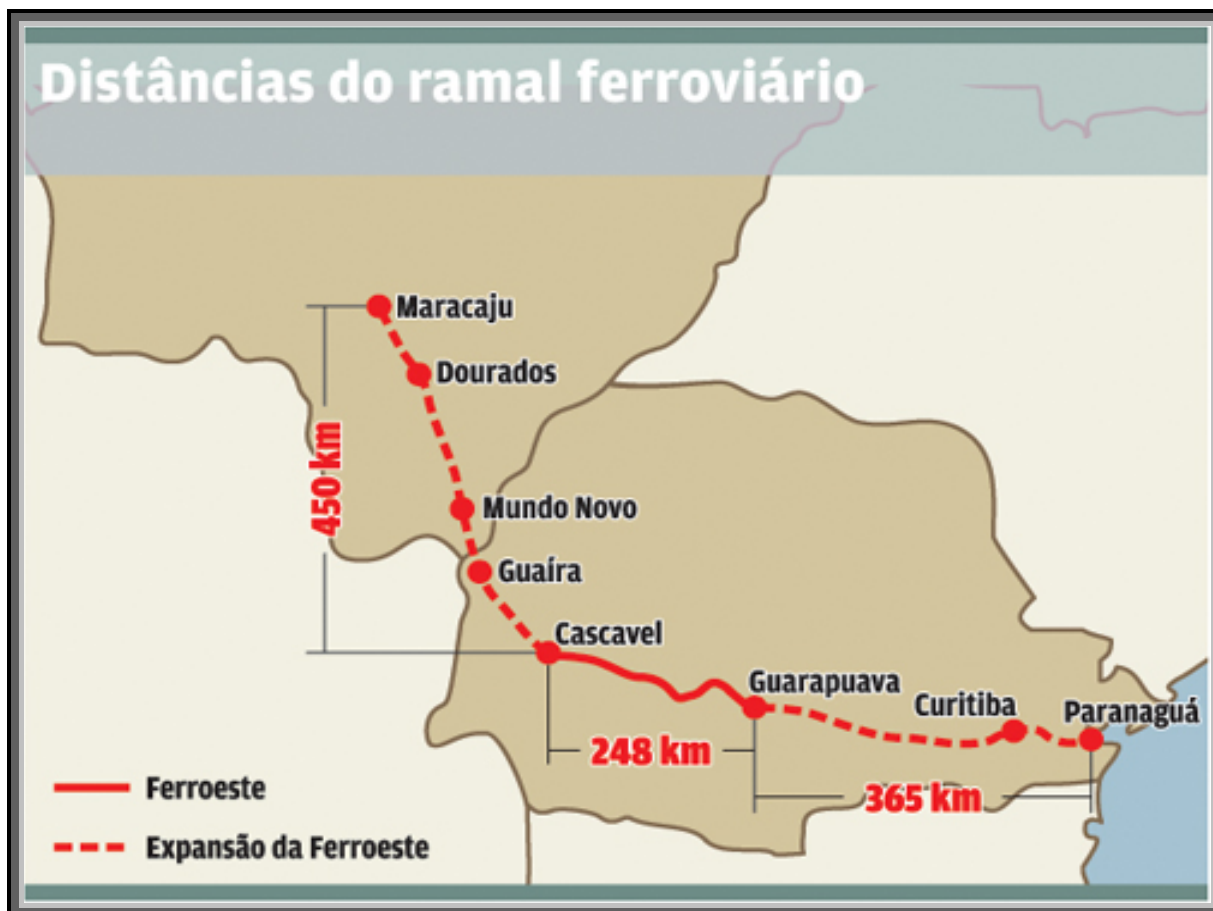 Distâncias do ramal ferroviário
Maracaju
Dourados
450 km
Mundo Novo
Guaíra
Cascavel
Guarapuava
Curitiba
Paranaguá
248 km
365 km
Ferroeste
Expansão da Ferroeste